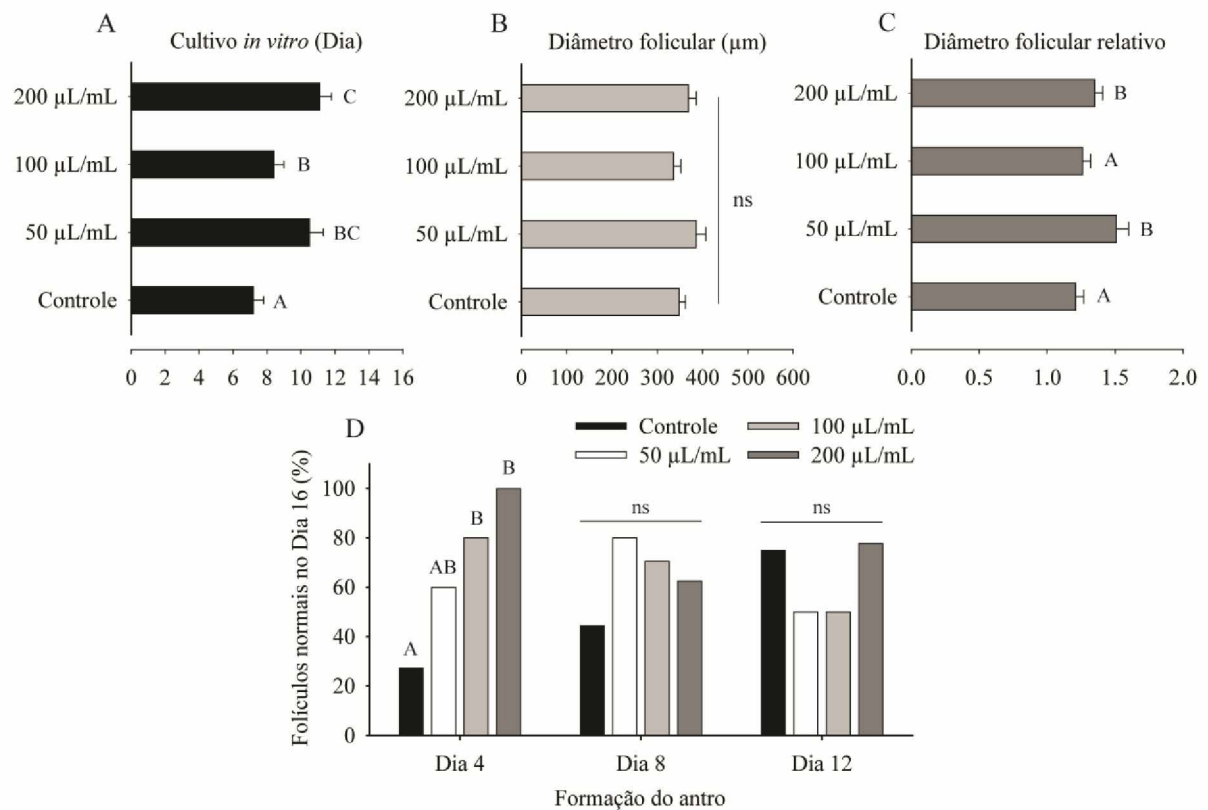 A
Cultivo in vitro (Dia)
200 µL/mL
C
100 µL/mL
B
50 µL/mL
BC
Controle
A
0 2 4 6 8 10 12 14 16
B
Diâmetro folicular (µm)
200 µL/mL
100 µL/mL
50 µL/mL
Controle
ns
0 100 200 300 400 500 600
C
Diâmetro folicular relativo
200 µL/mL
B
100 µL/mL
A
50 µL/mL
B
Controle
A
0.0 0.5 1.0 1.5 2.0
D
Controle
100 µL/mL
50 µL/mL
200 µL/mL
Folículos normais no Dia 16 (%)
100
80
60
40
20
0
A
AB
B
B
ns
ns
Dia 4
Dia 8
Dia 12
Formação do antro